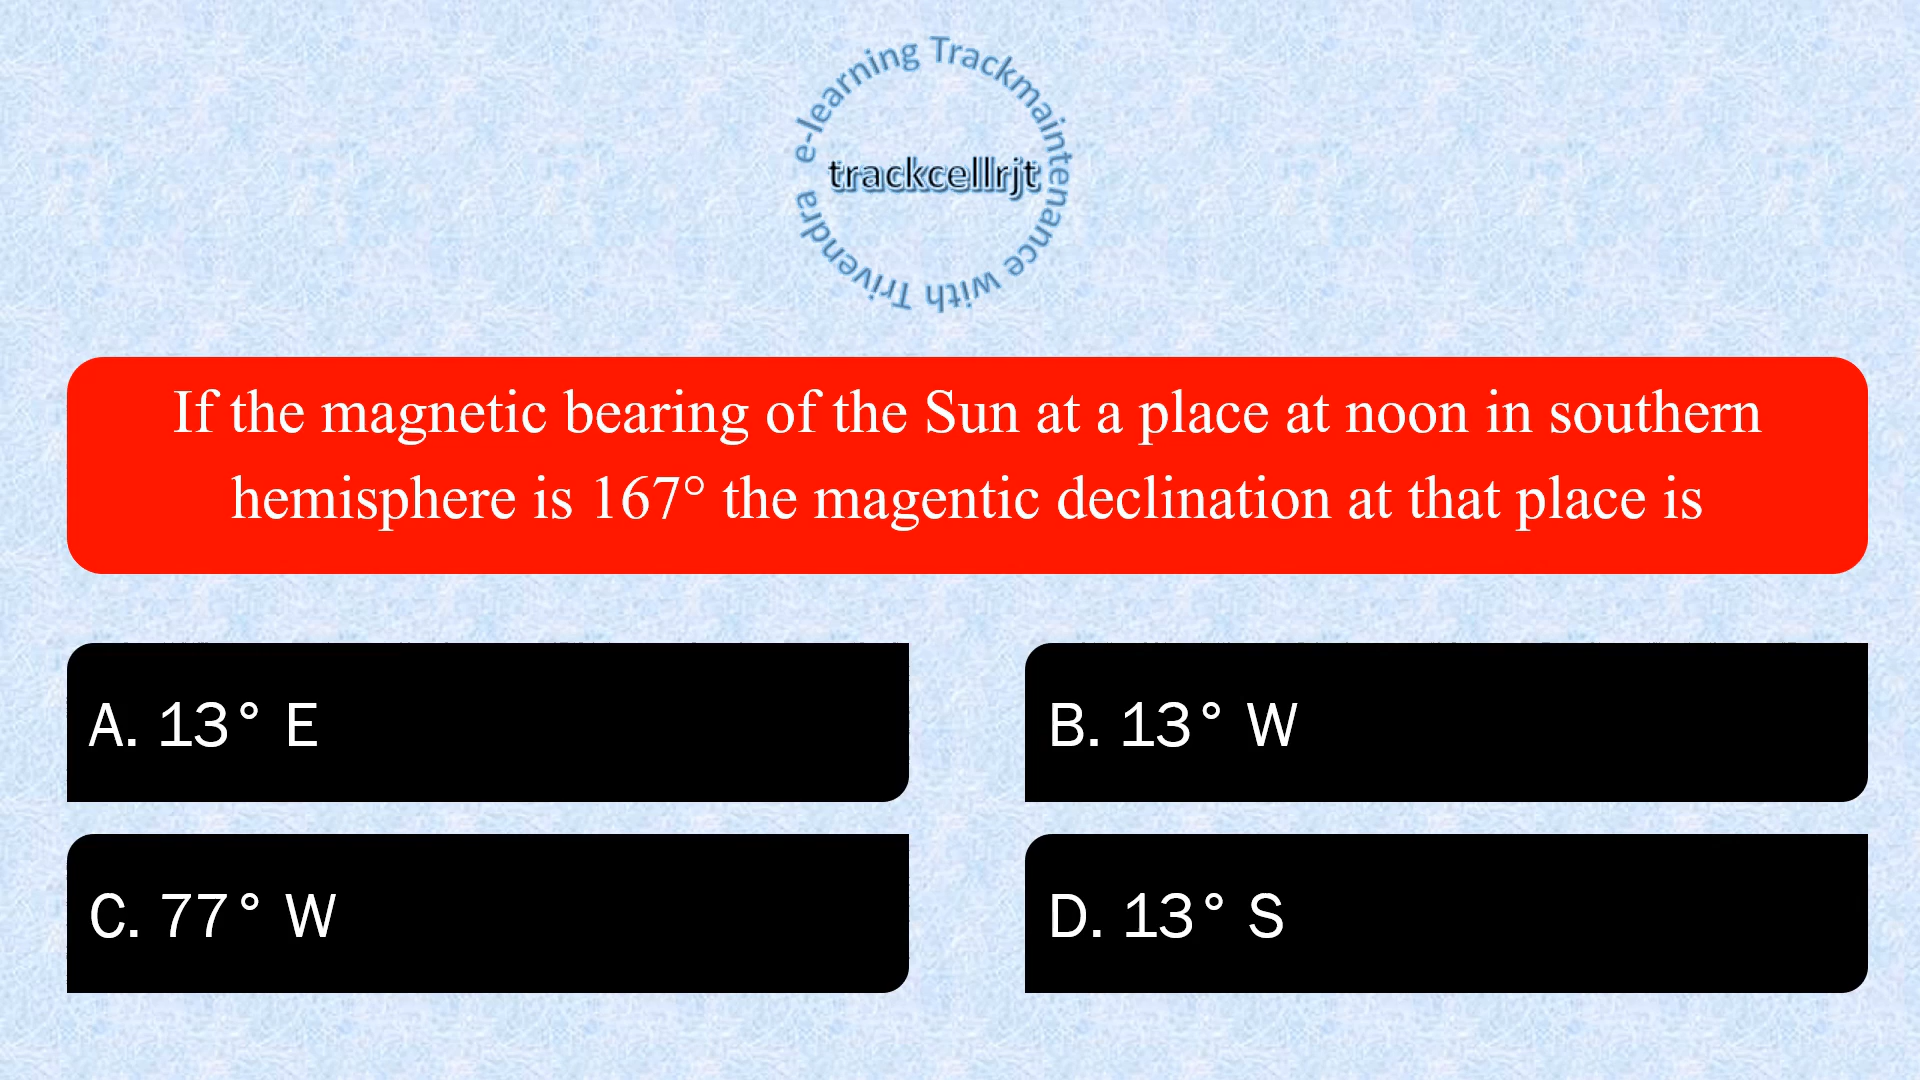 e-learning Trackmaintenance with Trivendra
trackcellrjt
If the magnetic bearing of the Sun at a place at noon in southern
hemisphere is 167° the magentic declination at that place is
A. 13° E
B. 13° W
C. 77° W
D. 13° S